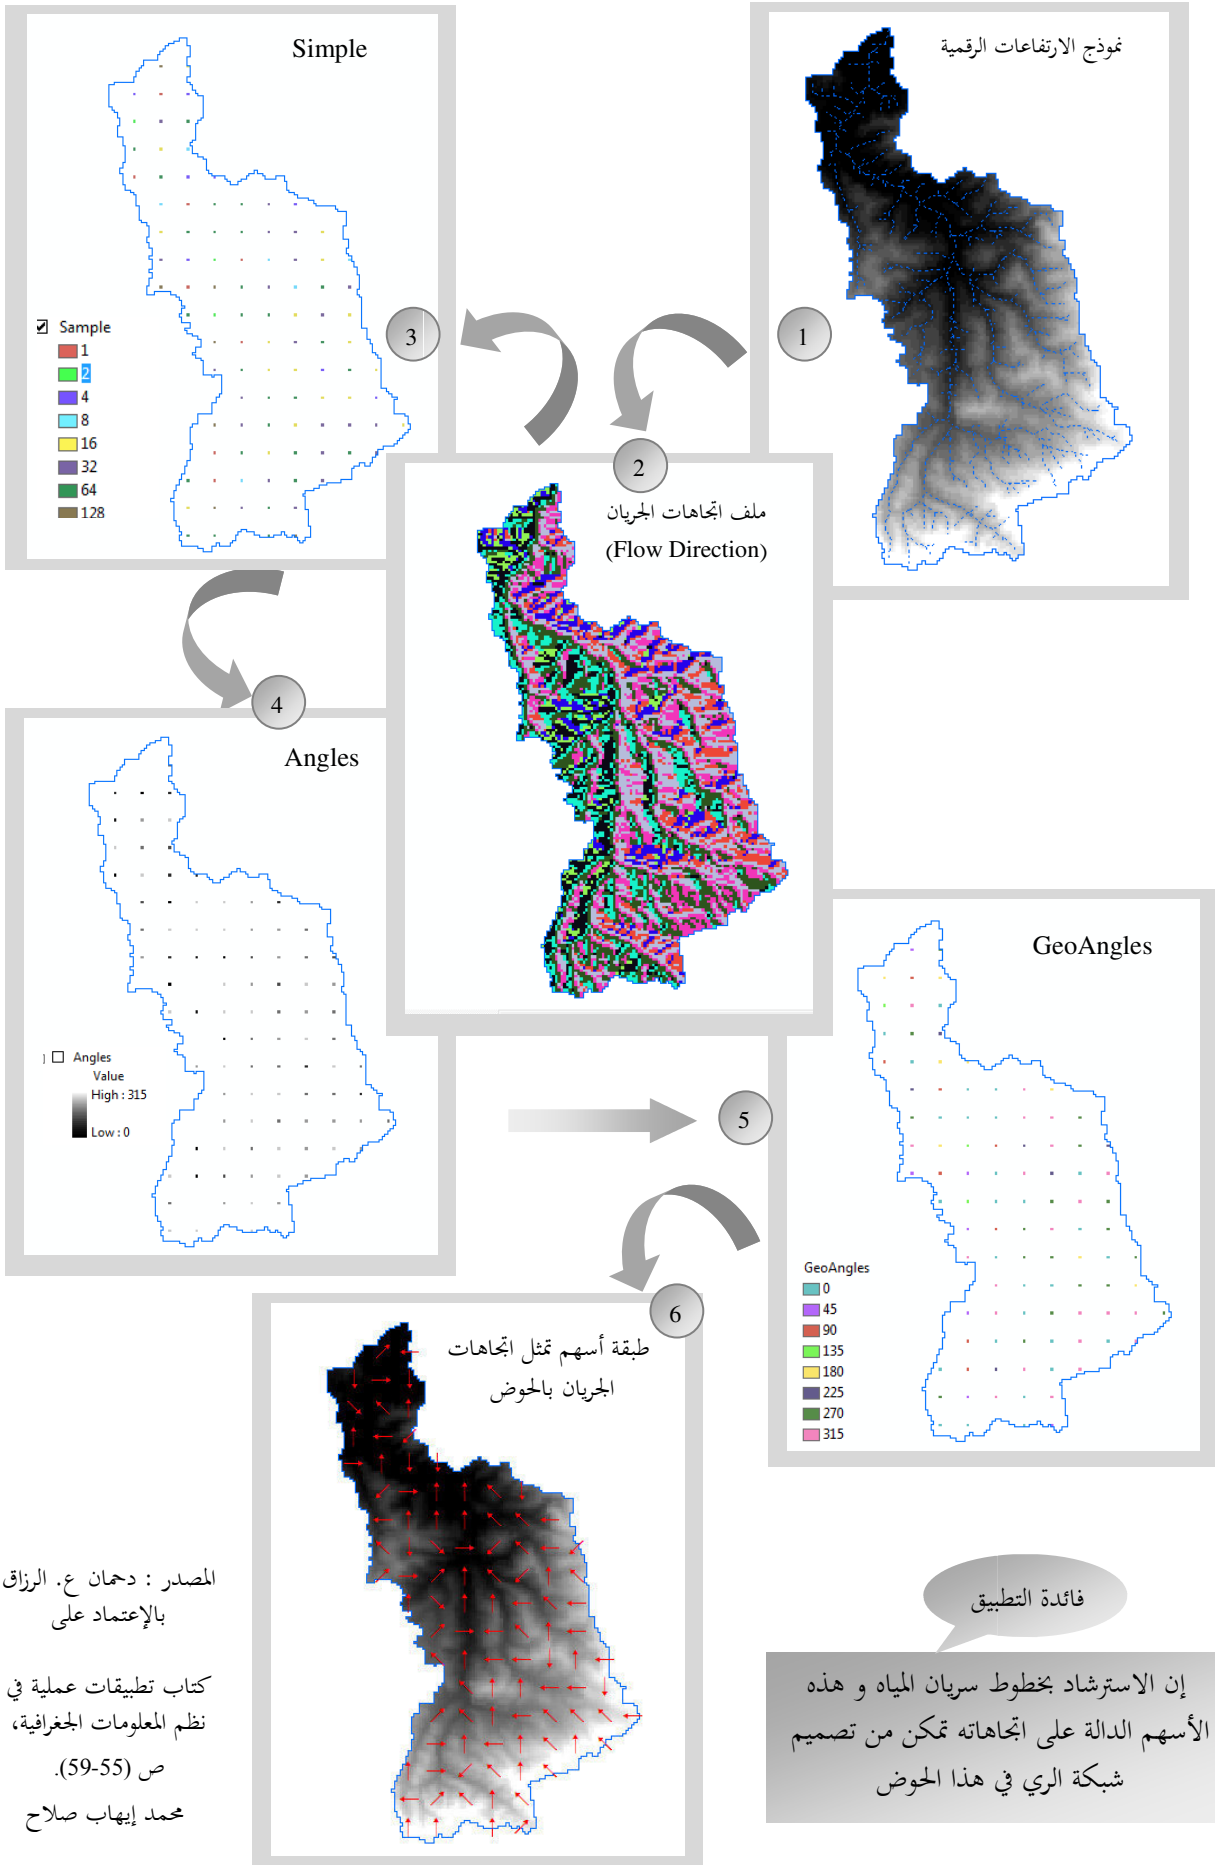 نموذج الارتفاعات الرقمية
1
2
ملف اتجاهات الجريان
(Flow Direction)
3
Simple
Sample
1
2
4
8
16
32
64
128
4
Angles
Angles
Value
High : 315
Low : 0
5
GeoAngles
GeoAngles
0
45
90
135
180
225
270
315
6
طبقة أسهم تمثل اتجاهات
الجريان بالحوض
فائدة التطبيق
إن الاسترشاد بخطوط سريان المياه و هذه
الأسهم الدالة على اتجاهاته تمكن من تصميم
شبكة الري في هذا الحوض
المصدر : دحمان ع. الرزاق
بالإعتماد على
كتاب تطبيقات عملية في
نظم المعلومات الجغرافية،
ص (55-59).
محمد إيهاب صلاح